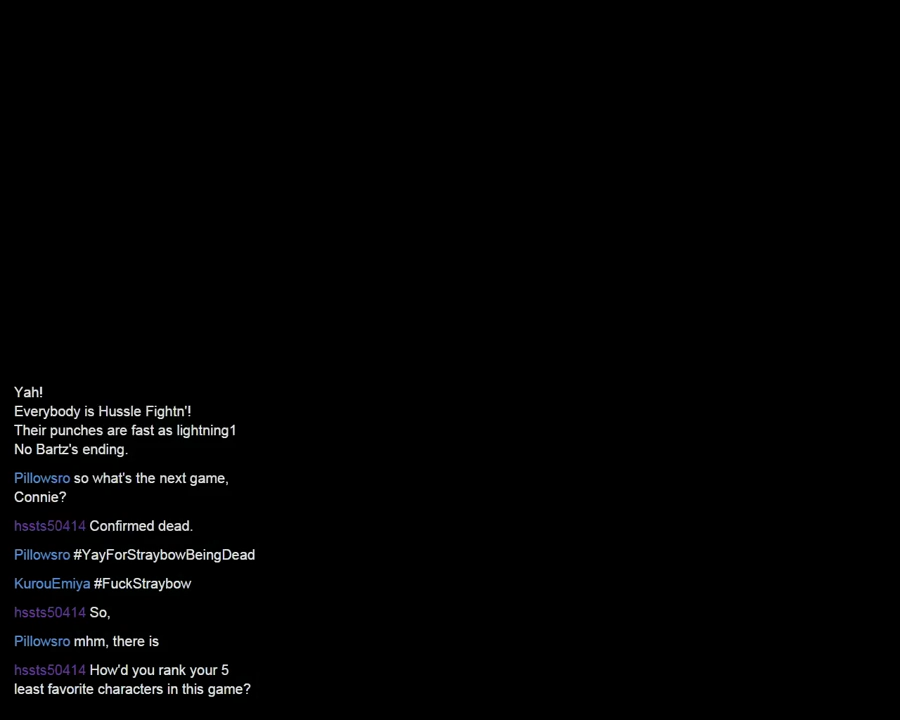 Yah!
Everybody is Hussle Fightn'!
Their punches are fast as lightning1
No Bartz's ending.
Pillowsro so what's the next game,
Connie?
hssts50414 Confirmed dead.
Pillowsro #YayForStraybowBeingDead
KurouEmiya #FuckStraybow
hssts50414 So,
Pillowsro mhm, there is
hssts50414 How'd you rank your 5
least favorite characters in this game?